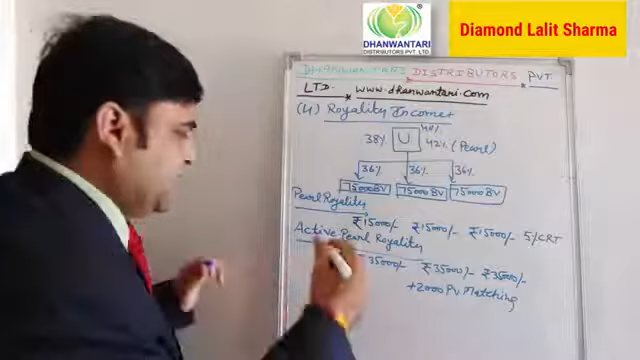 DHANWANTARI
DISTRIBUTORS PVT. LTD.
Diamond Lalit Sharma
DHANWANTARI DISTRIBUTORS PVT
LTD. www.dhanwantari.com
(4) Royality Income
40%
38% U 42% (Pearl)
36% 36% 36%
75000BV 75000 BV 75000 BV
Pearl Royality
₹15000/- ₹15000/- ₹15000/- 5% CRT
Active Pearl Royality
35000/- ₹35000/- ₹35000/-
+2000 PV Matching